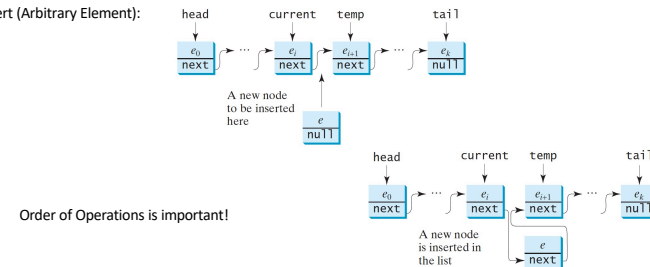 ert (Arbitrary Element):
head current temp tail
e0 ... ei ei+1 ... ek
next next next null
A new node
to be inserted
here
e
null
head current temp tail
e0 ... ei ei+1 ... ek
next next next null
Order of Operations is important!
A new node
is inserted in
the list
e
next